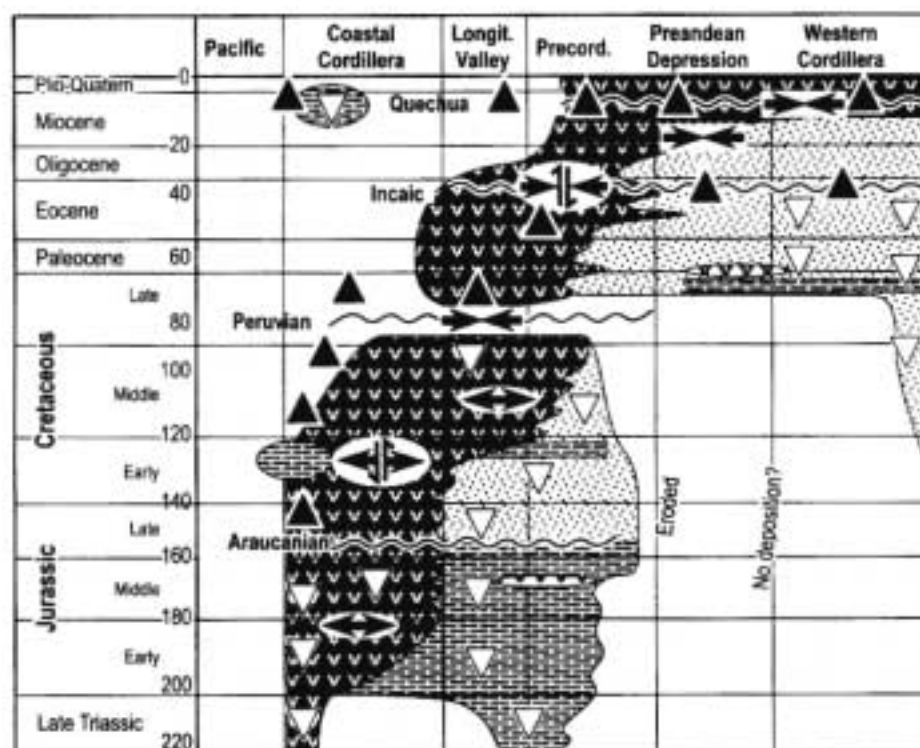 Pacific
Coastal
Cordillera
Longit.
Valley
Precord.
Preandean
Depression
Western
Cordillera
Plio-Quatern
0
Quechua
Miocene
20
Oligocene
40
Incaic
Eocene
Paleocene
60
Late
Peruvian
80
Cretaceous
100
Middle
120
Early
140
Eroded
No deposition?
Late
Araucanian
160
Jurassic
Middle
180
Early
200
Late Triassic
220